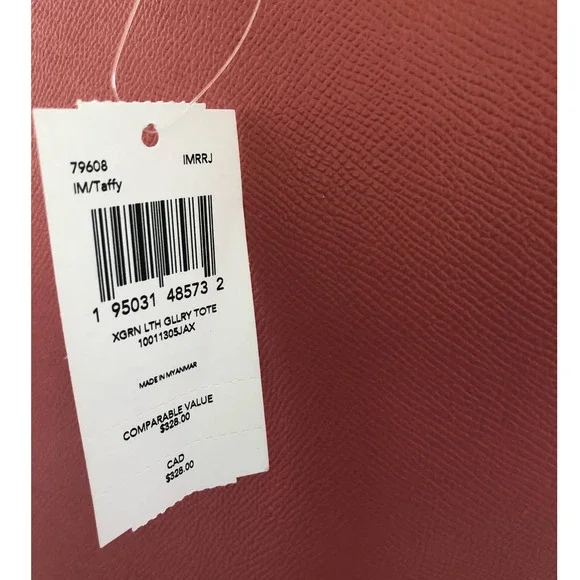 79608 IMRRJ
IM/Taffy
1 95031 48573 2
XGRN LTH GLLRY TOTE
10011305JAX
MADE IN MYANMAR
COMPARABLE VALUE
$328.00
CAD
$328.00